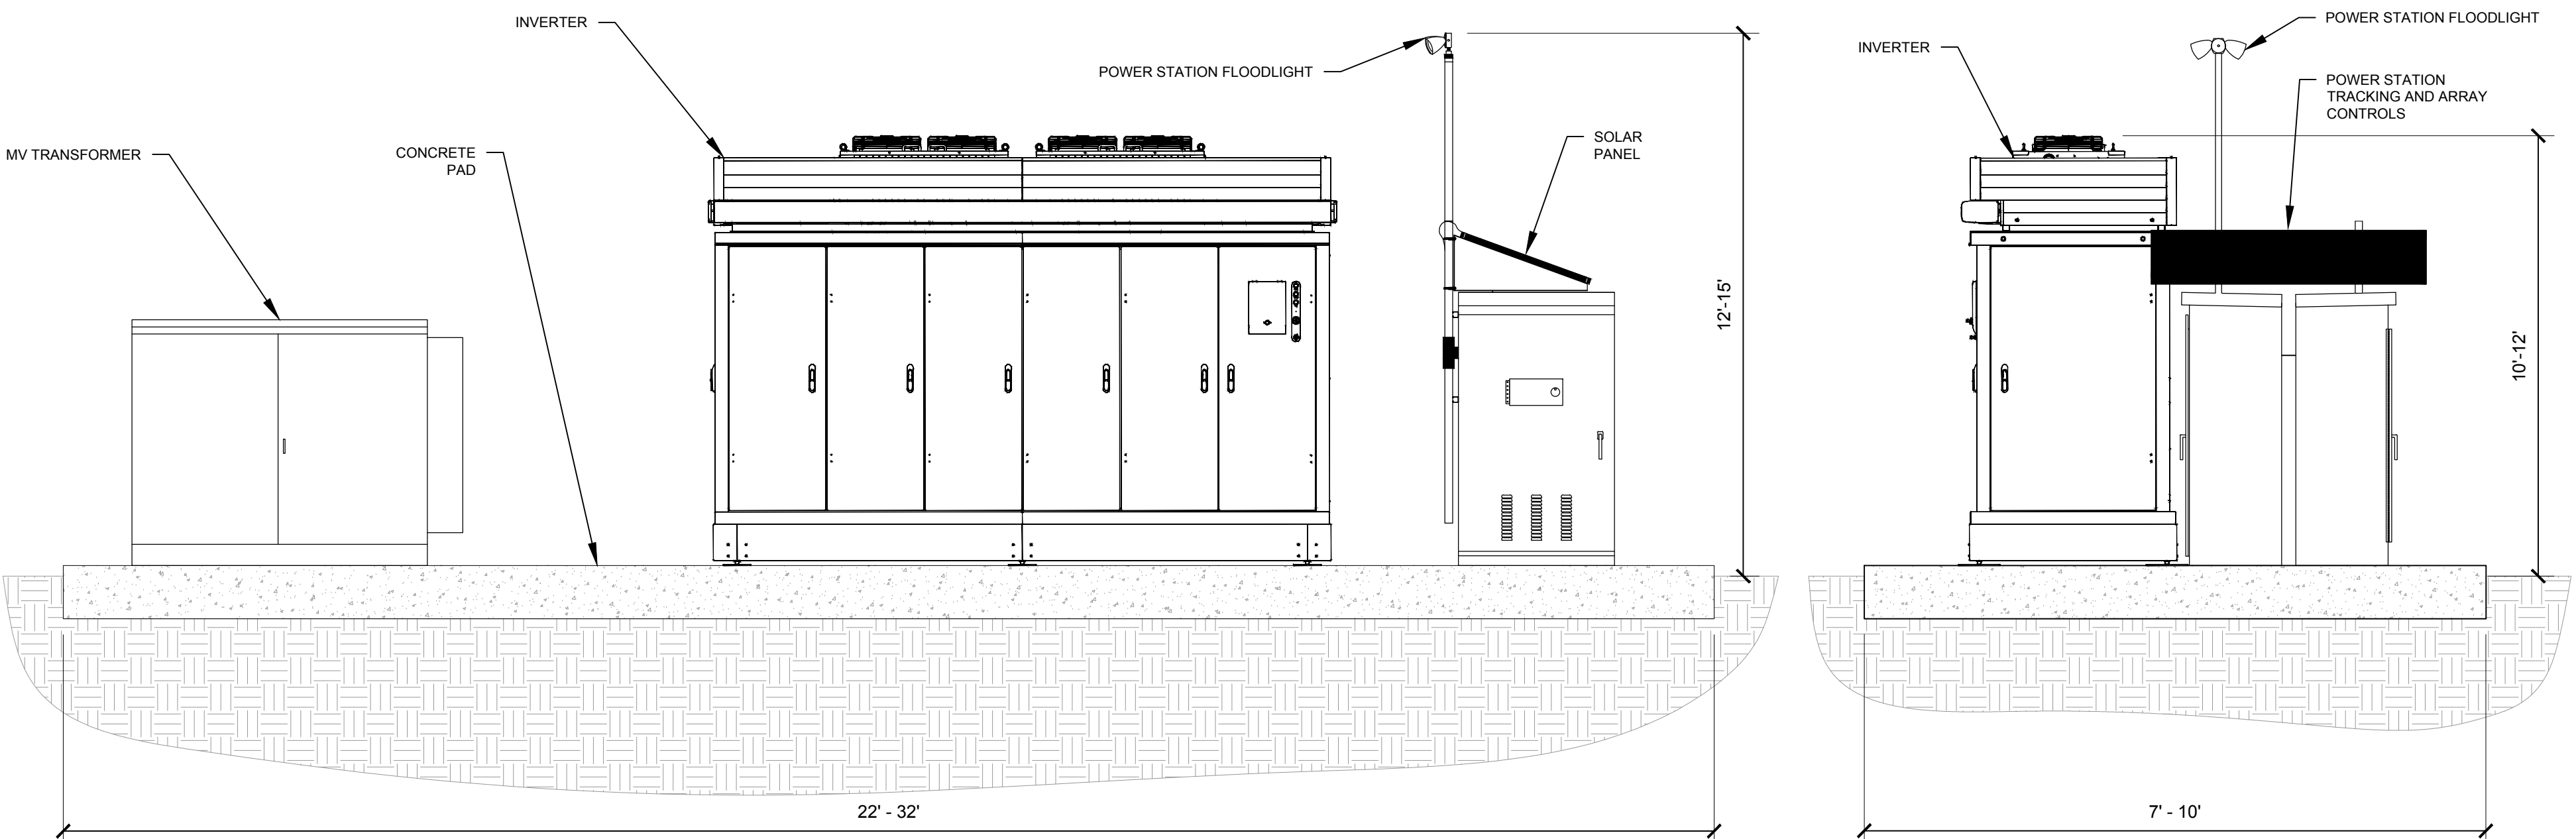 INVERTER
POWER STATION FLOODLIGHT
MV TRANSFORMER
CONCRETE
PAD
SOLAR
PANEL
12'-15'
22' - 32'
POWER STATION FLOODLIGHT
INVERTER
POWER STATION
TRACKING AND ARRAY
CONTROLS
10'-12'
7' - 10'